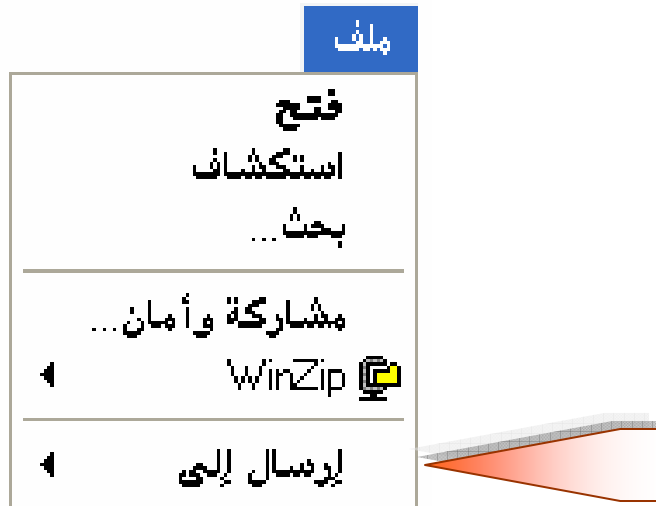 ملف
فتح
استكشاف
بحث...
مشاركة وأمان...
WinZip
إرسال إلى